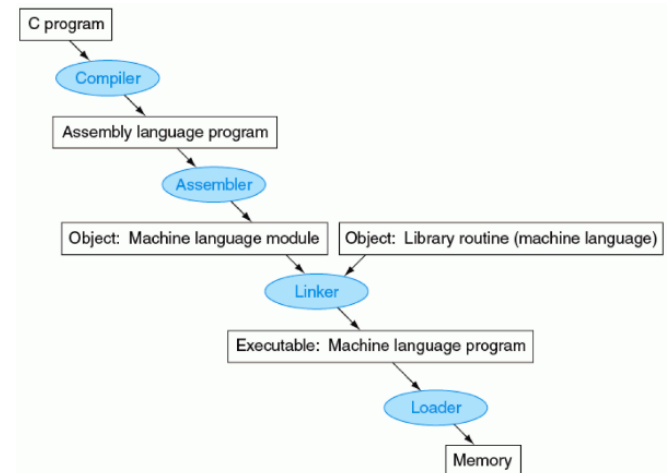 C program
Compiler
Assembly language program
Assembler
Object: Machine language module
Object: Library routine (machine language)
Linker
Executable: Machine language program
Loader
Memory